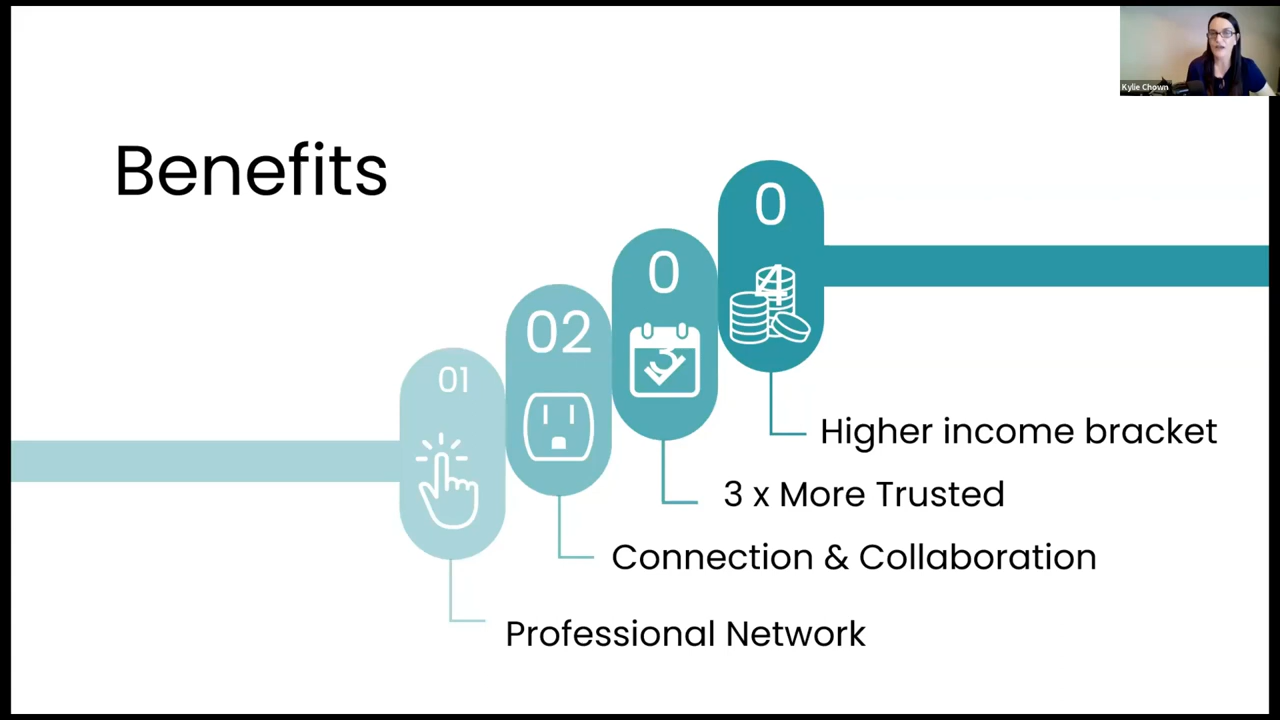 Kylie Chown
Benefits
01
02
0
3
0
4
Higher income bracket
3 x More Trusted
Connection & Collaboration
Professional Network